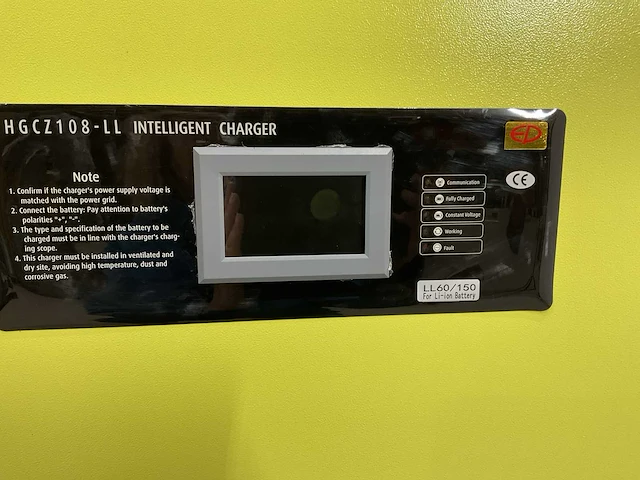 HGCZ108-LL INTELLIGENT CHARGER
Note
1. Confirm if the charger's power supply voltage is
matched with the power grid.
2. Connect the battery: Pay attention to battery's
polarities "+", "-".
3. The type and specification of the battery to be
charged must be in line with the charger's charg-
ing scope.
4. This charger must be installed in ventilated and
dry site, avoiding high temperature, dust and
corrosive gas.
CE
Communication
Fully Charged
Constant Voltage
Working
Fault
LL60/150
For Li-ion Battery